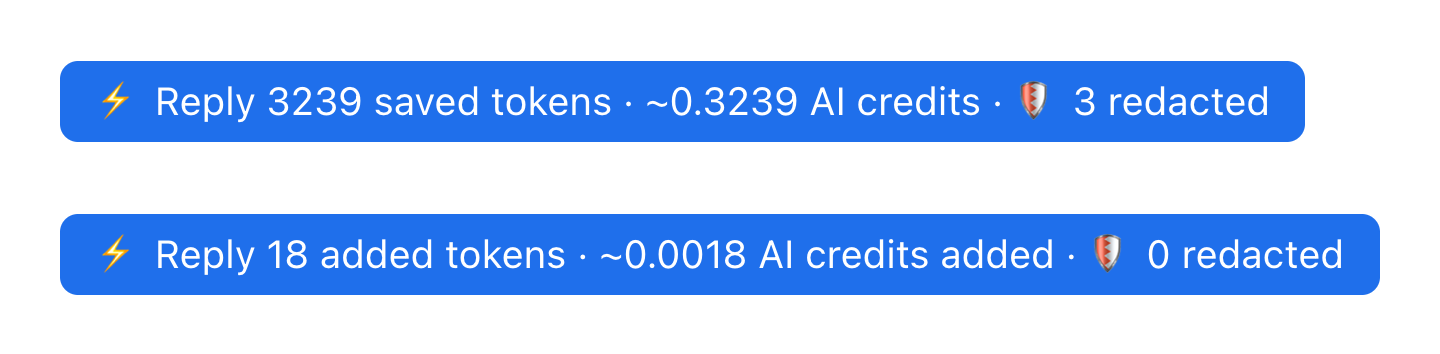 ⚡ Reply 3239 saved tokens · ~0.3239 AI credits · 🛡 3 redacted
⚡ Reply 18 added tokens · ~0.0018 AI credits added · 🛡 0 redacted